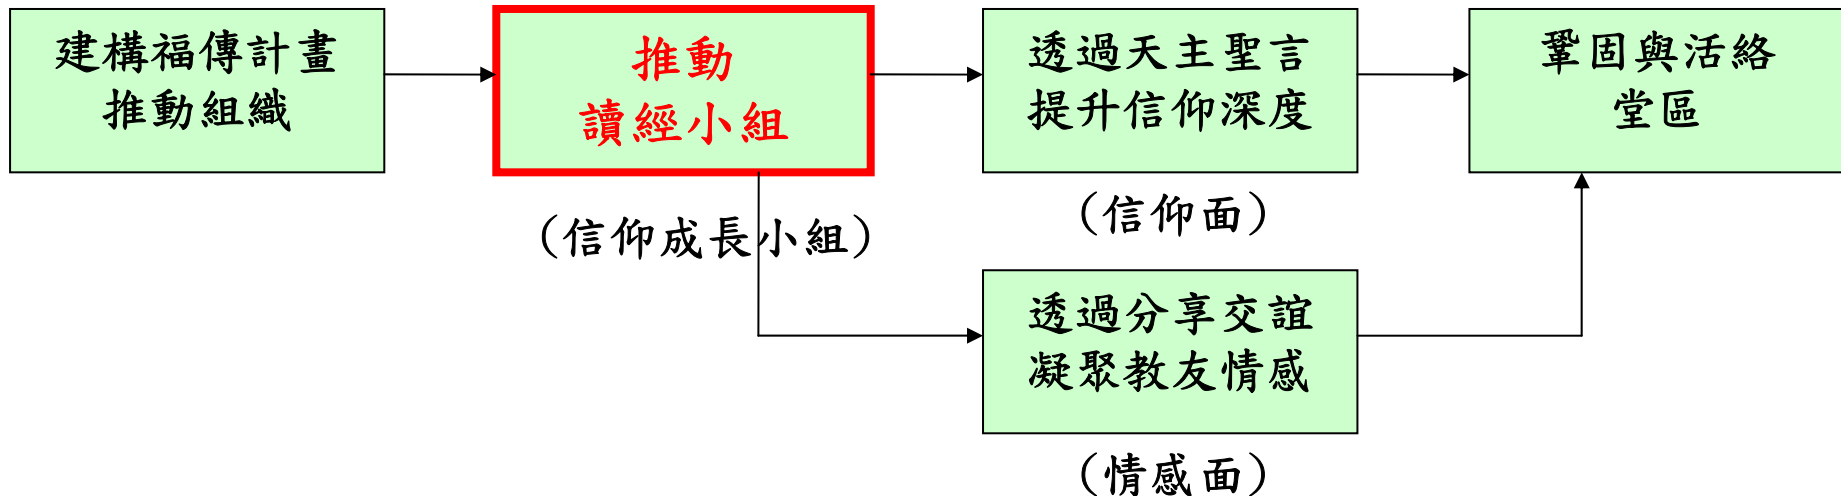 建構福傳計畫
推動組織
推動
讀經小組
(信仰成長小組)
透過天主聖言
提升信仰深度
(信仰面)
透過分享交誼
凝聚教友情感
(情感面)
鞏固與活絡
堂區